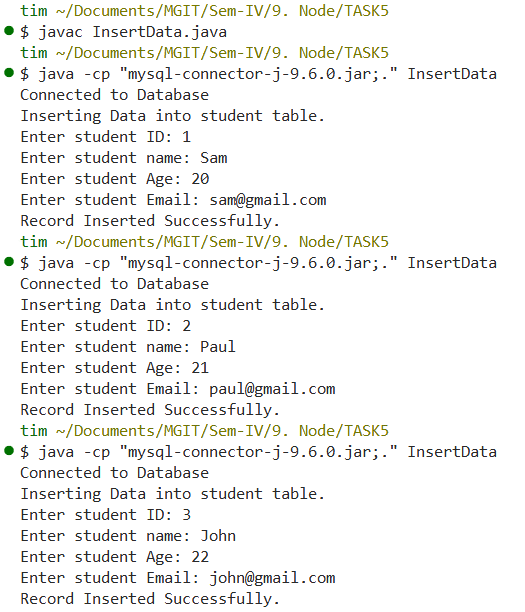 tim ~/Documents/MGIT/Sem-IV/9. Node/TASK5
$ javac InsertData.java
tim ~/Documents/MGIT/Sem-IV/9. Node/TASK5
$ java -cp "mysql-connector-j-9.6.0.jar;." InsertData
Connected to Database
Inserting Data into student table.
Enter student ID: 1
Enter student name: Sam
Enter student Age: 20
Enter student Email: sam@gmail.com
Record Inserted Successfully.
tim ~/Documents/MGIT/Sem-IV/9. Node/TASK5
$ java -cp "mysql-connector-j-9.6.0.jar;." InsertData
Connected to Database
Inserting Data into student table.
Enter student ID: 2
Enter student name: Paul
Enter student Age: 21
Enter student Email: paul@gmail.com
Record Inserted Successfully.
tim ~/Documents/MGIT/Sem-IV/9. Node/TASK5
$ java -cp "mysql-connector-j-9.6.0.jar;." InsertData
Connected to Database
Inserting Data into student table.
Enter student ID: 3
Enter student name: John
Enter student Age: 22
Enter student Email: john@gmail.com
Record Inserted Successfully.